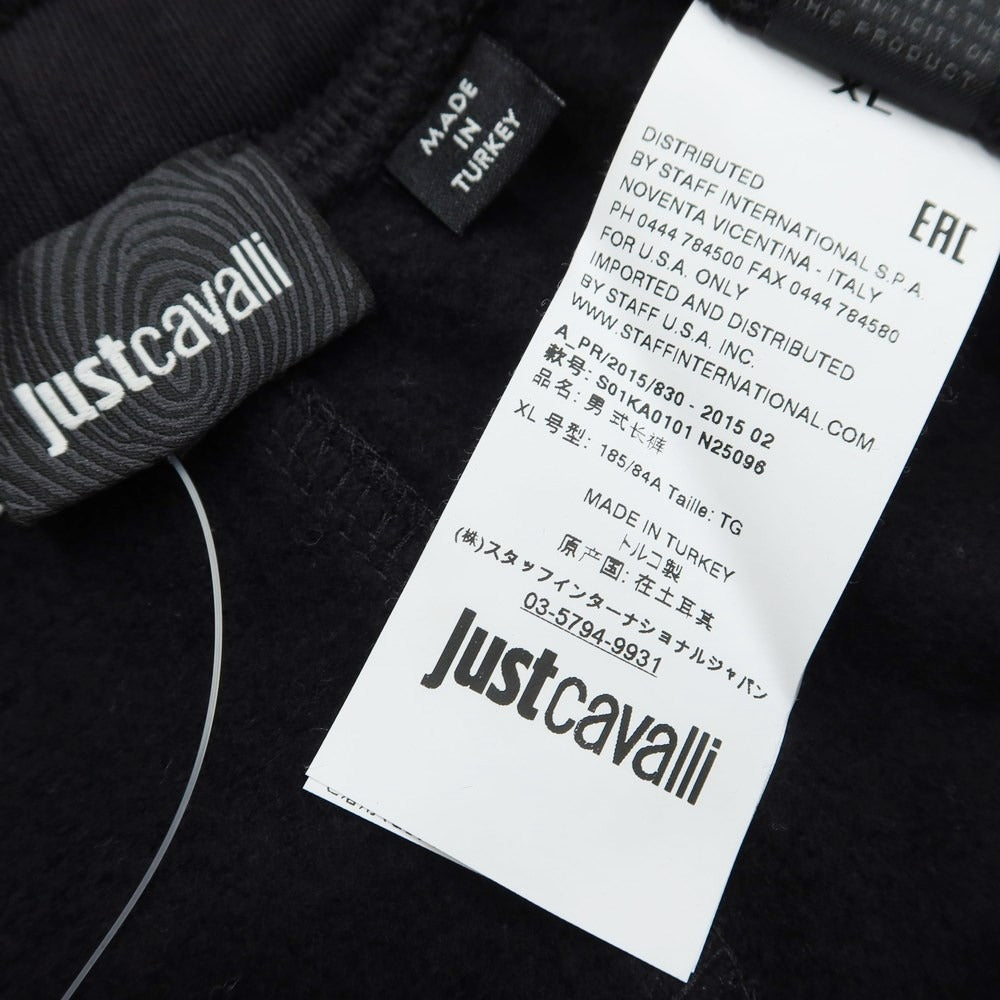 justcavalli
MADE
IN
TURKEY
THIS PRODUCT
XL
EAC
DISTRIBUTED
BY STAFF INTERNATIONAL S.P.A.
NOVENTA VICENTINA - ITALY
PH 0444 784500 FAX 0444 784580
FOR U.S.A. ONLY
IMPORTED AND DISTRIBUTED
BY STAFF U.S.A. INC.
WWW.STAFFINTERNATIONAL.COM
A_PR/2015/830 - 2015 02
款号: S01KA0101 N25096
品名: 男 式长裤
XL 号型: 185/84A Taille: TG
MADE IN TURKEY
トルコ製
原产国: 在土耳其
(株)スタッフインターナショナルジャパン
03-5794-9931
justcavalli